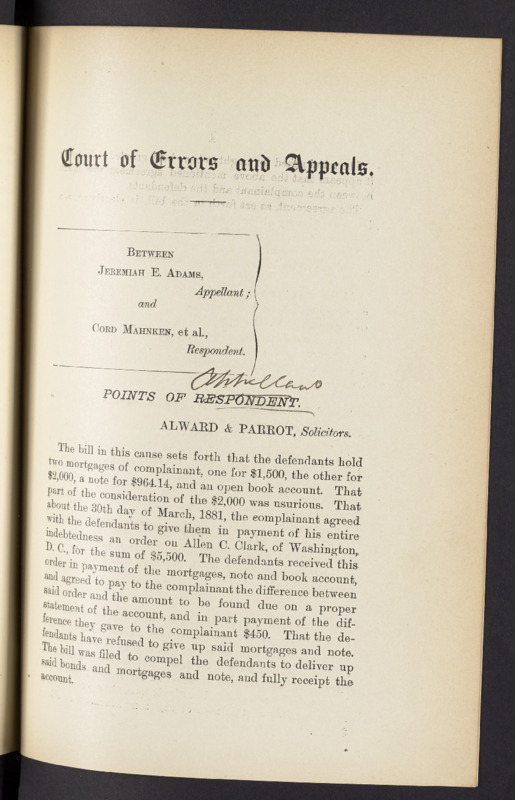 Court of Errors and Appeals.
BETWEEN
JEREMIAH E. ADAMS,
Appellant;
and
CORD MAHNKEN, et al.,
Respondent.
Appellant
POINTS OF RESPONDENT.
ALWARD & PARROT, Solicitors.
The bill in this cause sets forth that the defendants hold
two mortgages of complainant, one for $1,500, the other for
$2,000, a note for $964.14, and an open book account. That
part of the consideration of the $2,000 was usurious. That
about the 30th day of March, 1881, the complainant agreed
with the defendants to give them in payment of his entire
indebtedness an order on Allen C. Clark, of Washington,
D. C., for the sum of $5,500. The defendants received this
order in payment of the mortgages, note and book account,
and agreed to pay to the complainant the difference between
said order and the amount to be found due on a proper
statement of the account, and in part payment of the dif-
ference they gave to the complainant $450. That the de-
fendants have refused to give up said mortgages and note.
The bill was filed to compel the defendants to deliver up
said bonds and mortgages and note, and fully receipt the
account.